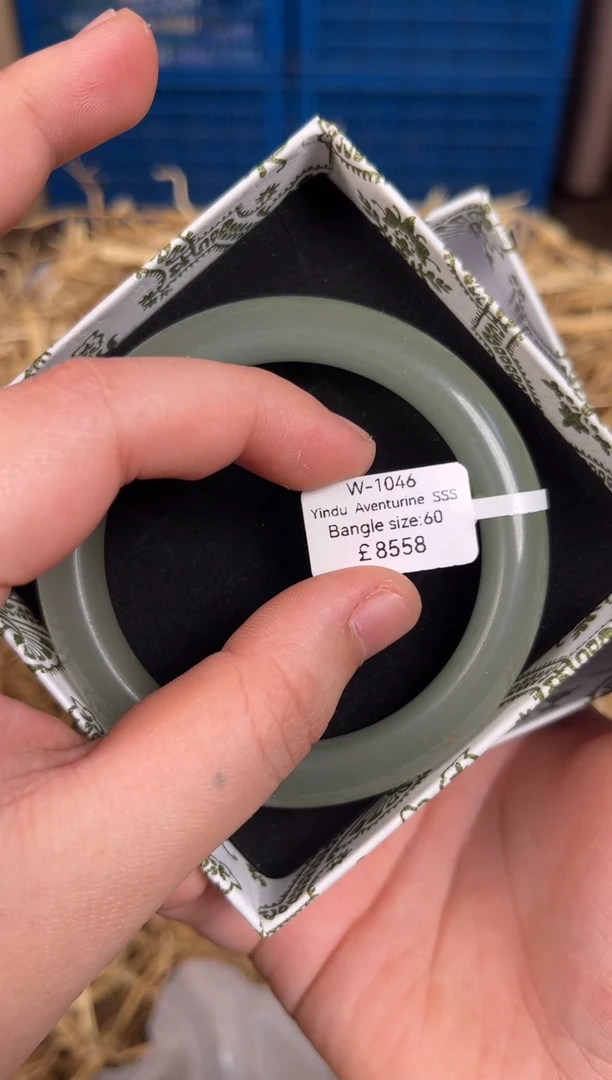 W-1046
Yindu Aventurine SSS
Bangle size:60
£8558